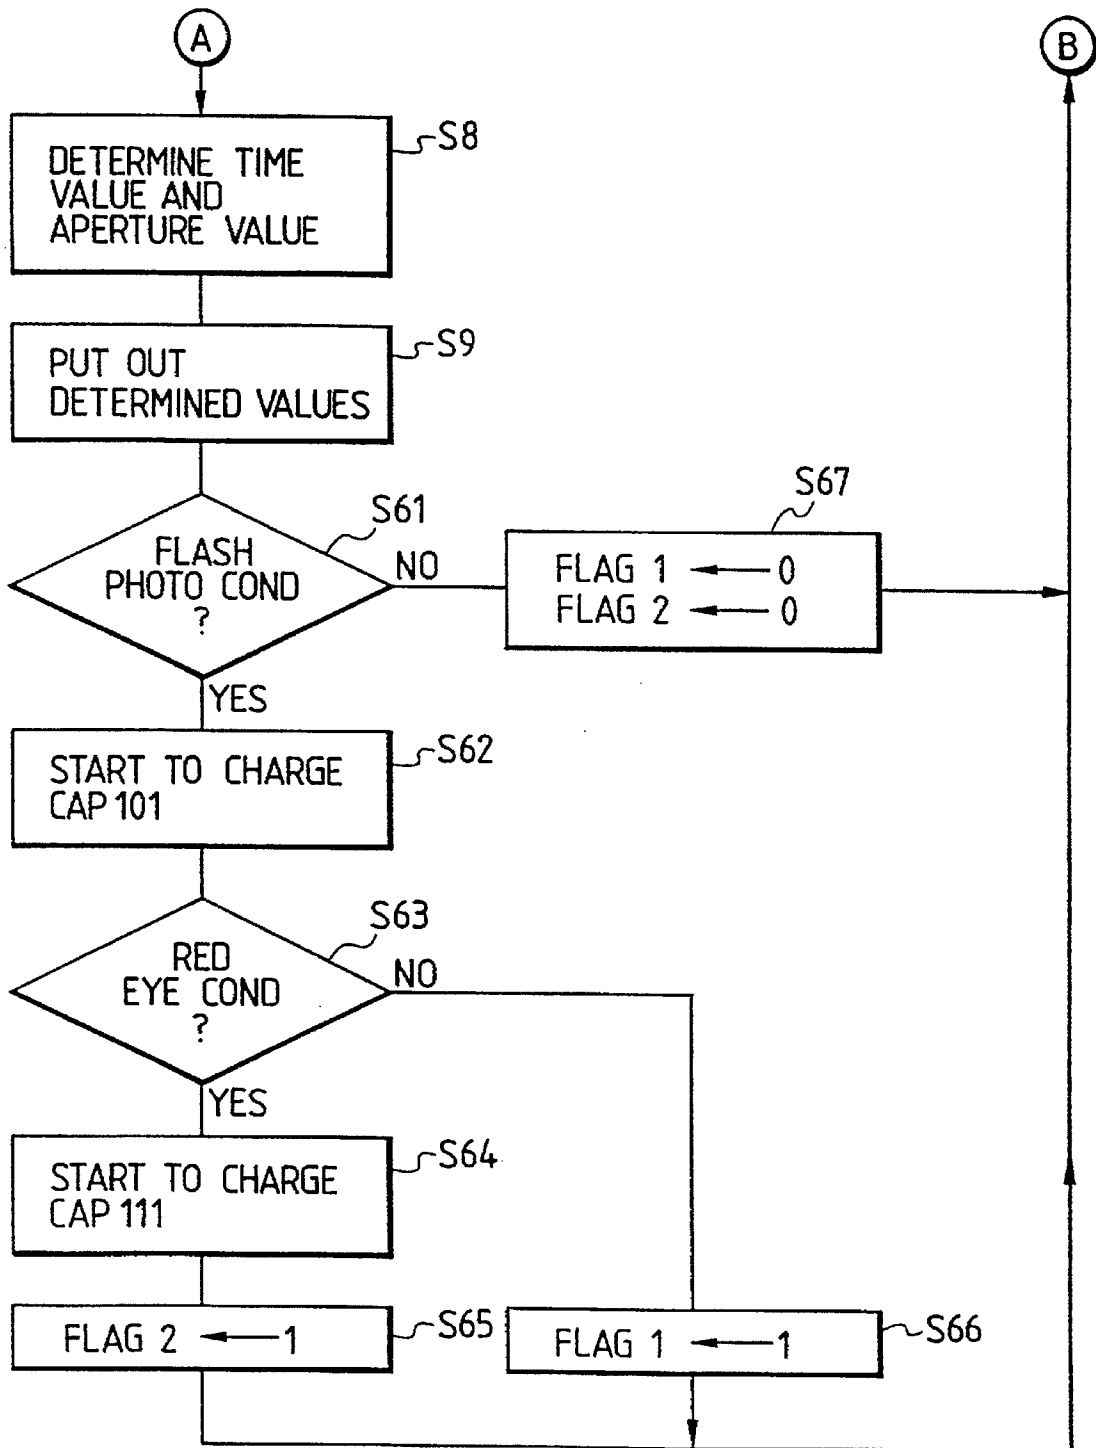 A
B
S8
DETERMINE TIME
VALUE AND
APERTURE VALUE
S9
PUT OUT
DETERMINED VALUES
S61
FLASH
PHOTO COND
?
NO
YES
S67
FLAG 1 ← 0
FLAG 2 ← 0
S62
START TO CHARGE
CAP 101
S63
RED
EYE COND
?
NO
YES
S64
START TO CHARGE
CAP 111
S65
FLAG 2 ← 1
S66
FLAG 1 ← 1